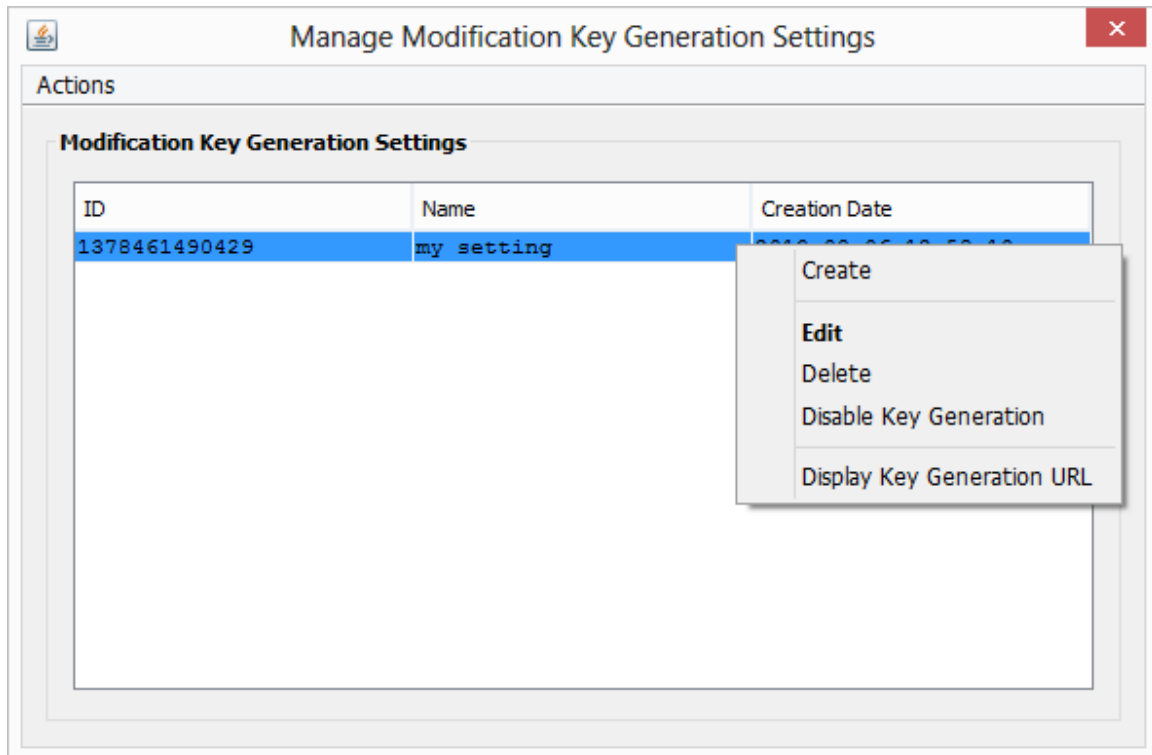 Manage Modification Key Generation Settings
Actions
Modification Key Generation Settings
ID Name Creation Date
1378461490429 my setting
Create
Edit
Delete
Disable Key Generation
Display Key Generation URL